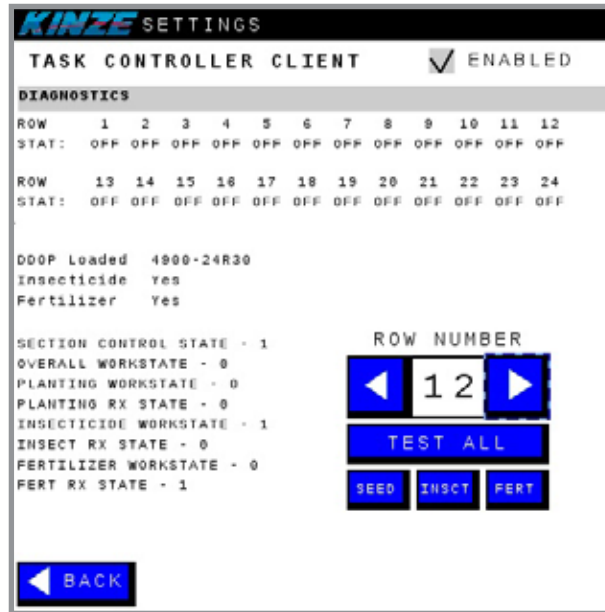 KINZE SETTINGS
TASK CONTROLLER CLIENT ENABLED
DIAGNOSTICS
ROW 1 2 3 4 5 6 7 8 9 10 11 12
STAT: OFF OFF OFF OFF OFF OFF OFF OFF OFF OFF OFF OFF
ROW 13 14 15 16 17 18 19 20 21 22 23 24
STAT: OFF OFF OFF OFF OFF OFF OFF OFF OFF OFF OFF OFF
DDOP Loaded 4900-24R30
Insecticide Yes
Fertilizer Yes
SECTION CONTROL STATE - 1
OVERALL WORKSTATE - 0
PLANTING WORKSTATE - 0
PLANTING RX STATE - 0
INSECTICIDE WORKSTATE - 1
INSECT RX STATE - 0
FERTILIZER WORKSTATE - 0
FERT RX STATE - 1
ROW NUMBER
12
TEST ALL
SEED INSCT FERT
BACK